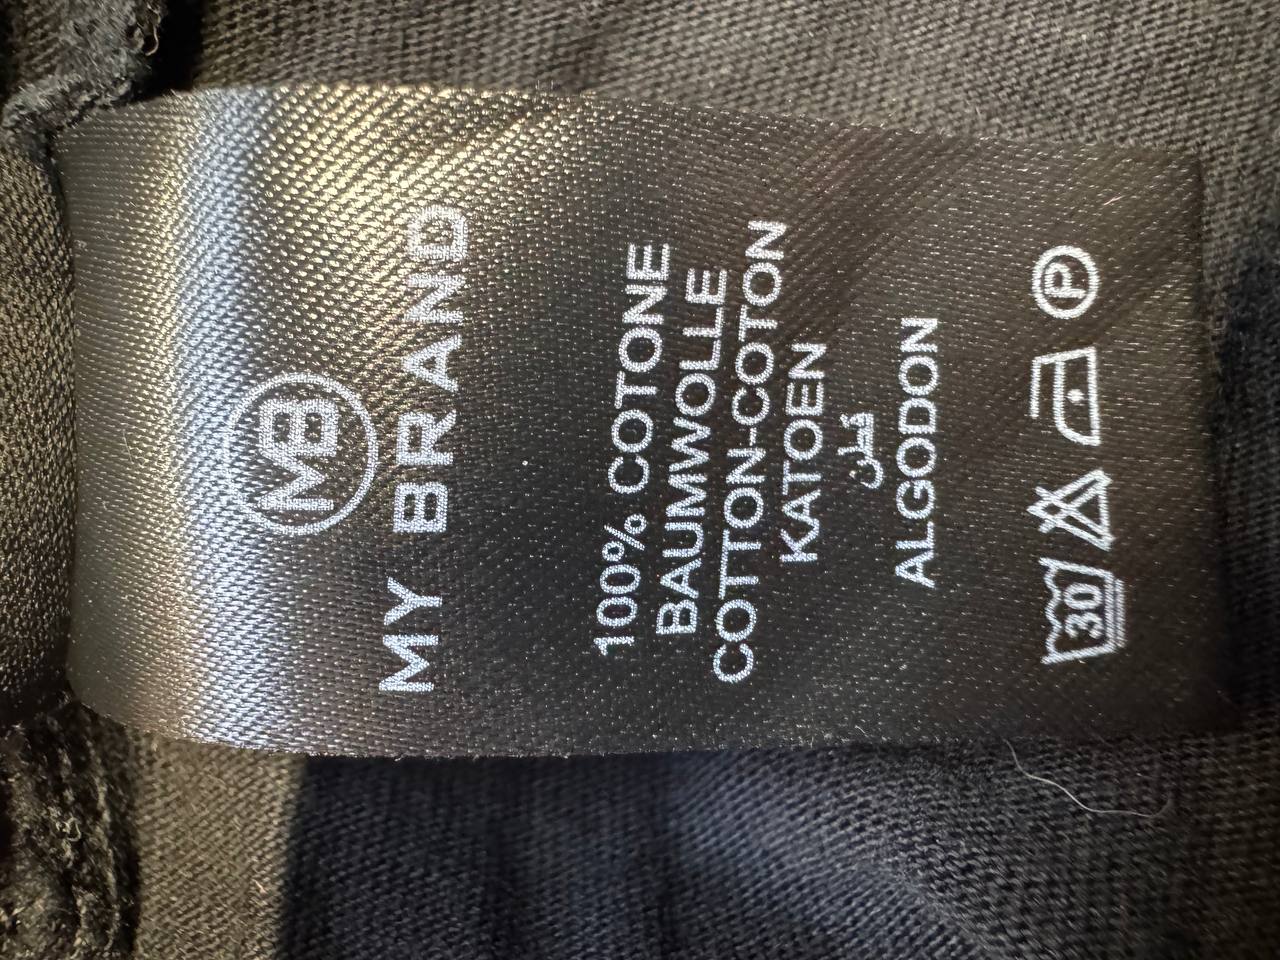 MB
MY BRAND
100% COTONE
BAUMWOLLE
COTTON-COTON
KATOEN
قطن
ALGODON
30
P